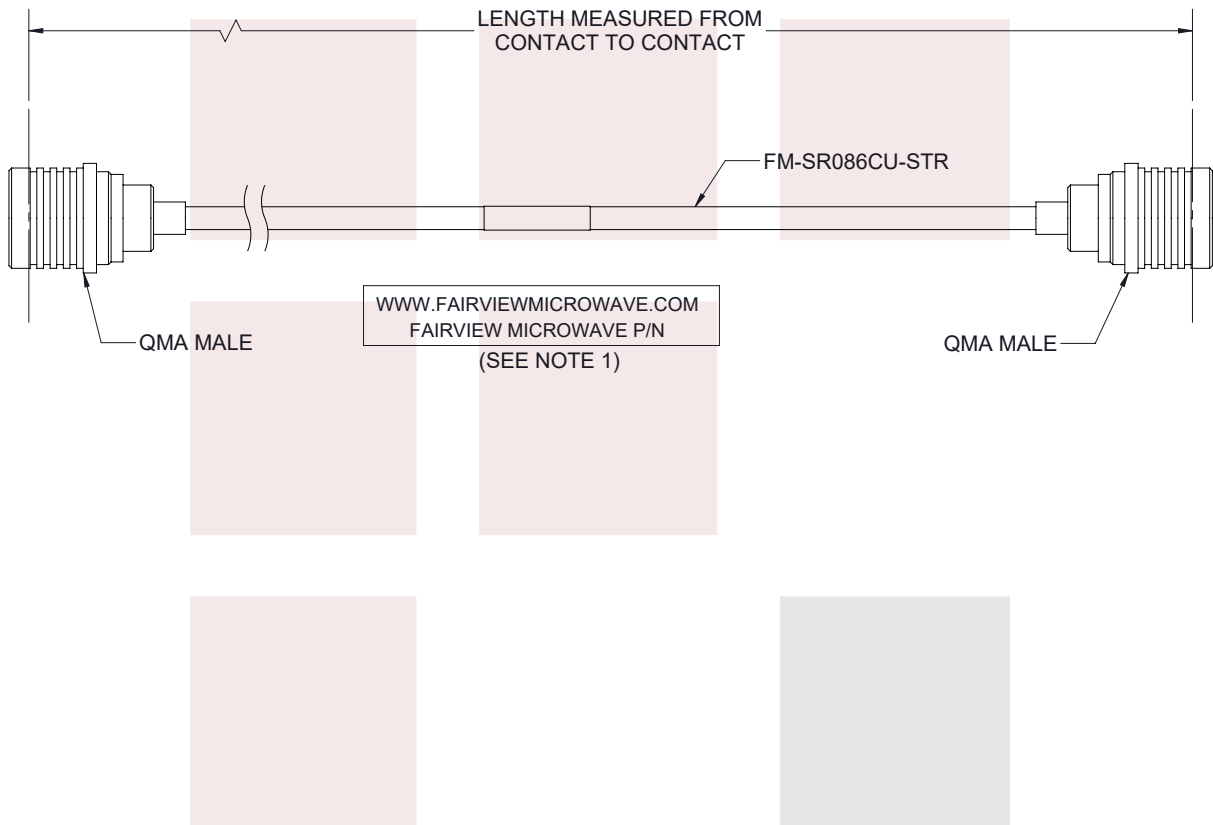 LENGTH MEASURED FROM
CONTACT TO CONTACT
FM-SR086CU-STR
WWW.FAIRVIEWMICROWAVE.COM
FAIRVIEW MICROWAVE P/N
(SEE NOTE 1)
QMA MALE
QMA MALE